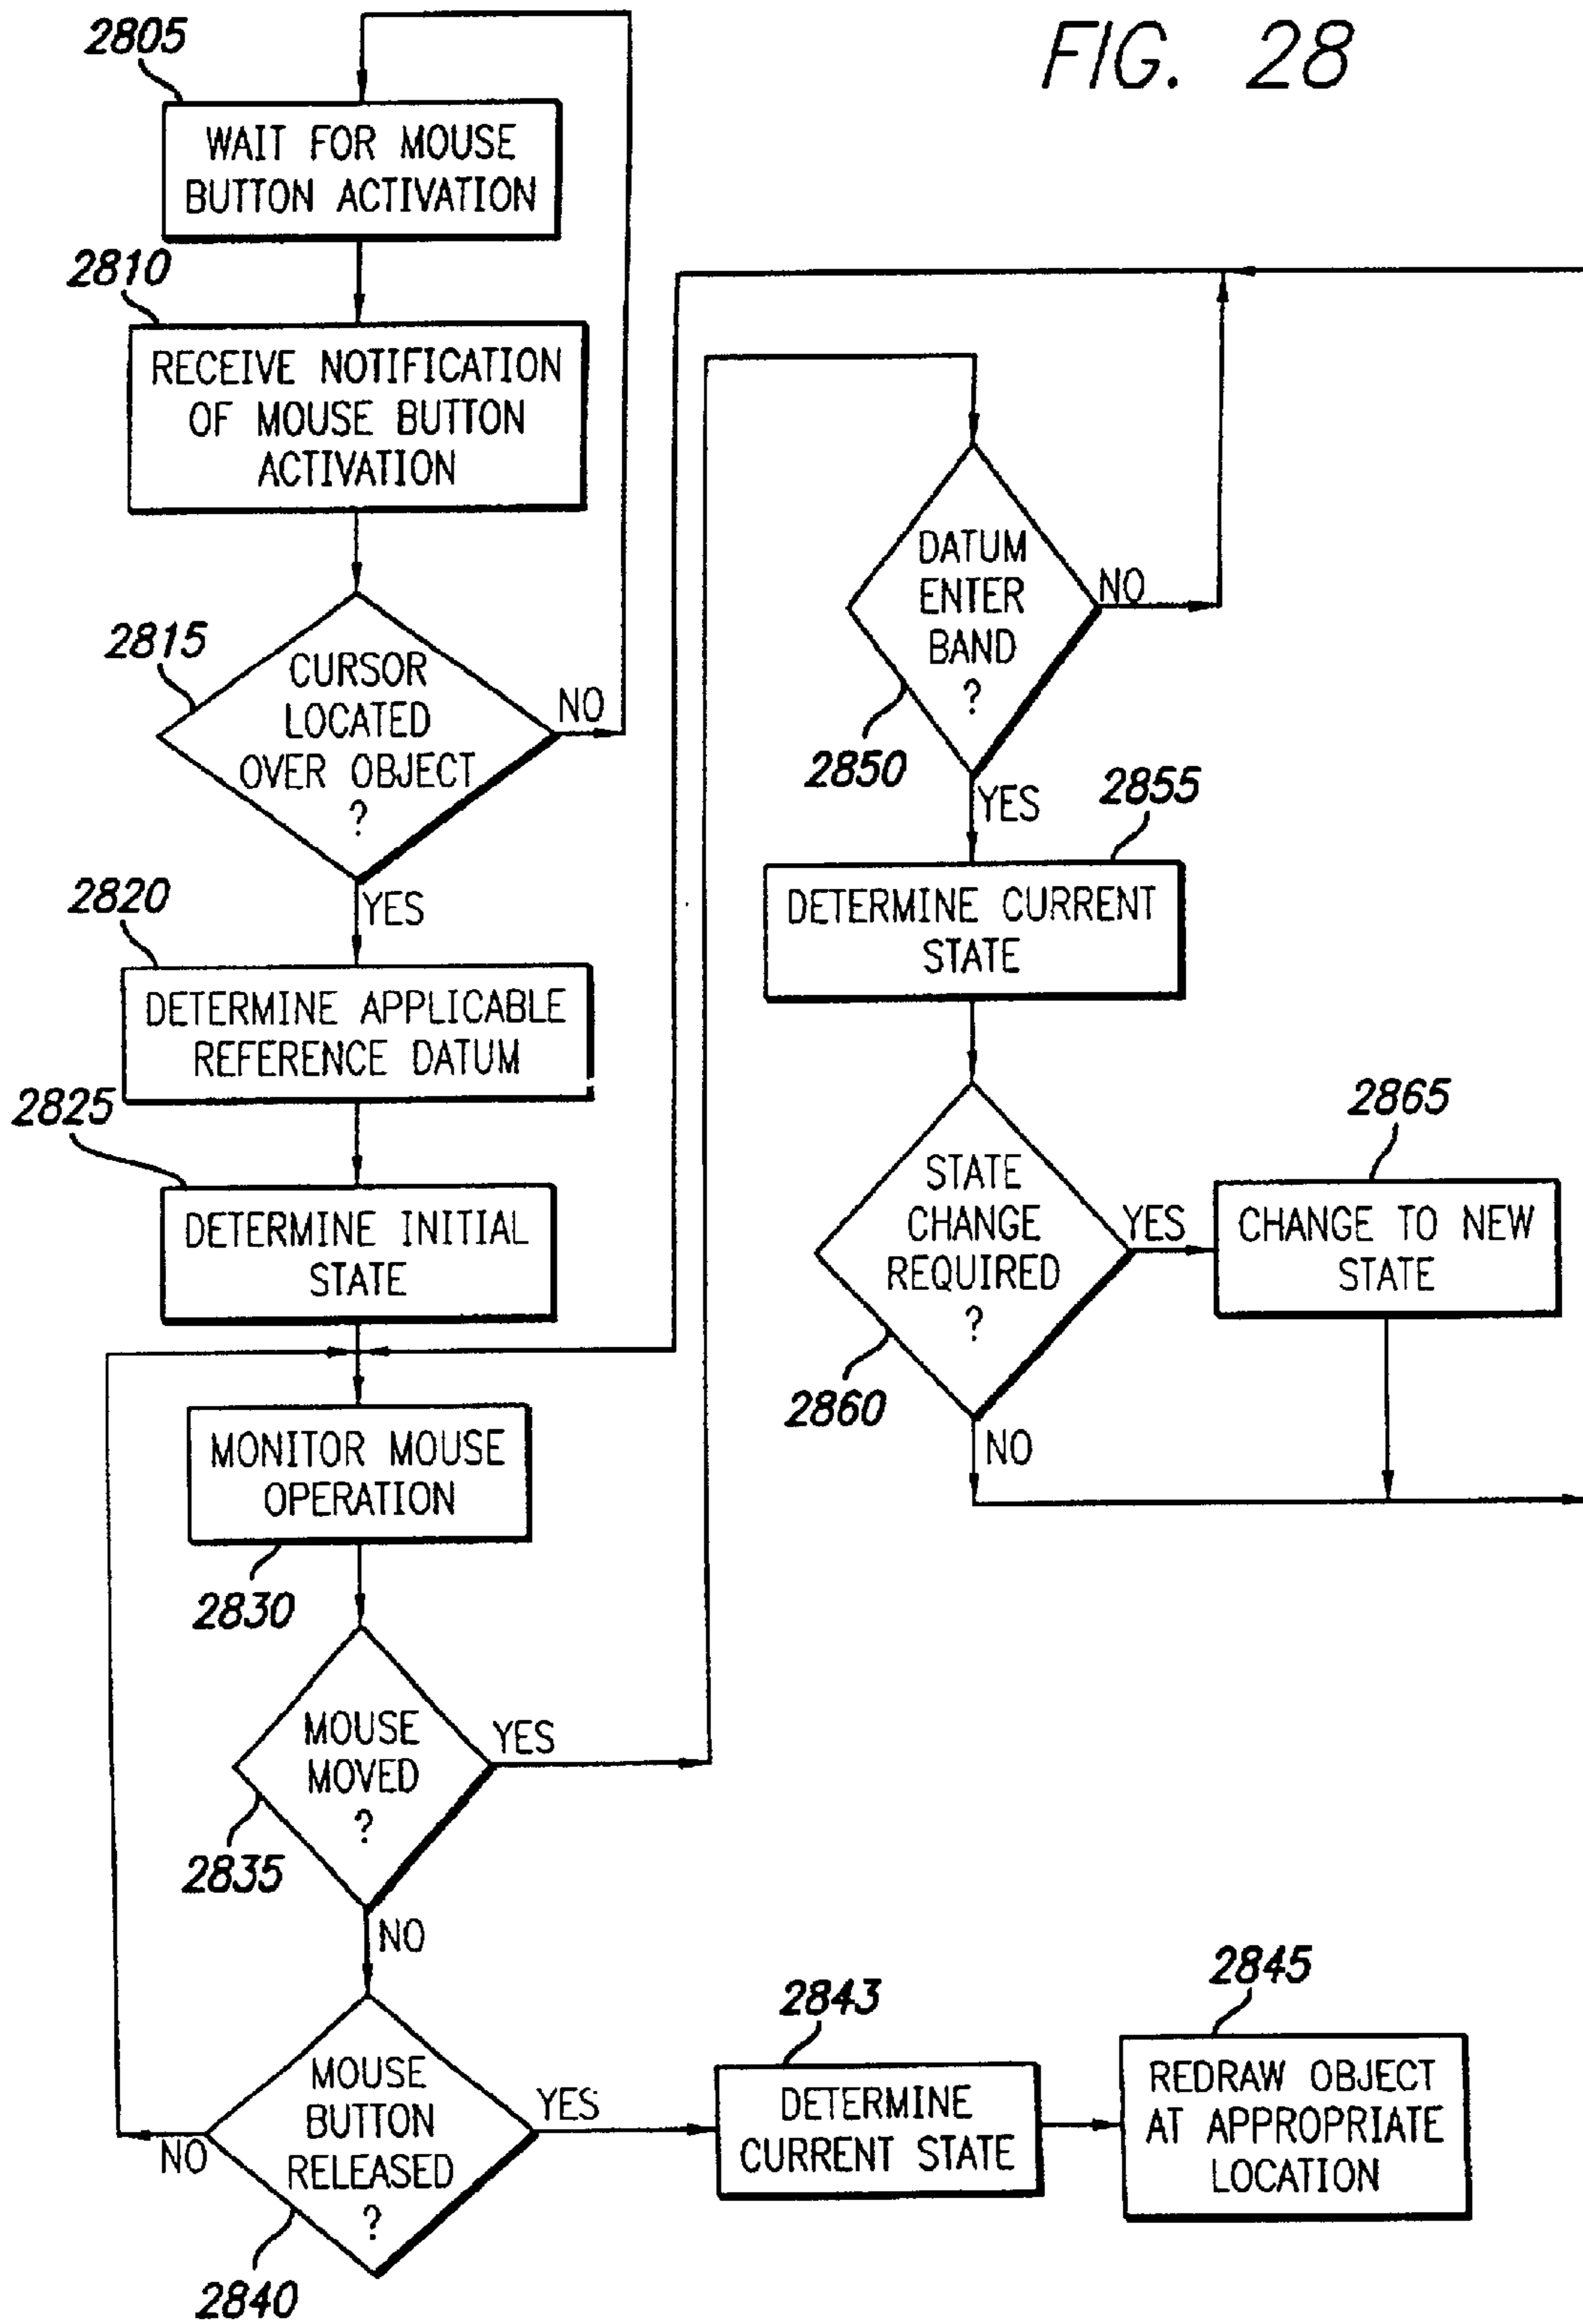 FIG. 28
2805
WAIT FOR MOUSE
BUTTON ACTIVATION
2810
RECEIVE NOTIFICATION
OF MOUSE BUTTON
ACTIVATION
2815
CURSOR
LOCATED
OVER OBJECT
?
NO
YES
2820
DETERMINE APPLICABLE
REFERENCE DATUM
2825
DETERMINE INITIAL
STATE
MONITOR MOUSE
OPERATION
2830
MOUSE
MOVED
?
YES
2835
NO
MOUSE
BUTTON
RELEASED
?
YES
NO
2840
2843
DETERMINE
CURRENT STATE
2845
REDRAW OBJECT
AT APPROPRIATE
LOCATION
DATUM
ENTER
BAND
?
NO
2850
YES
2855
DETERMINE CURRENT
STATE
STATE
CHANGE
REQUIRED
?
YES
2860
NO
2865
CHANGE TO NEW
STATE